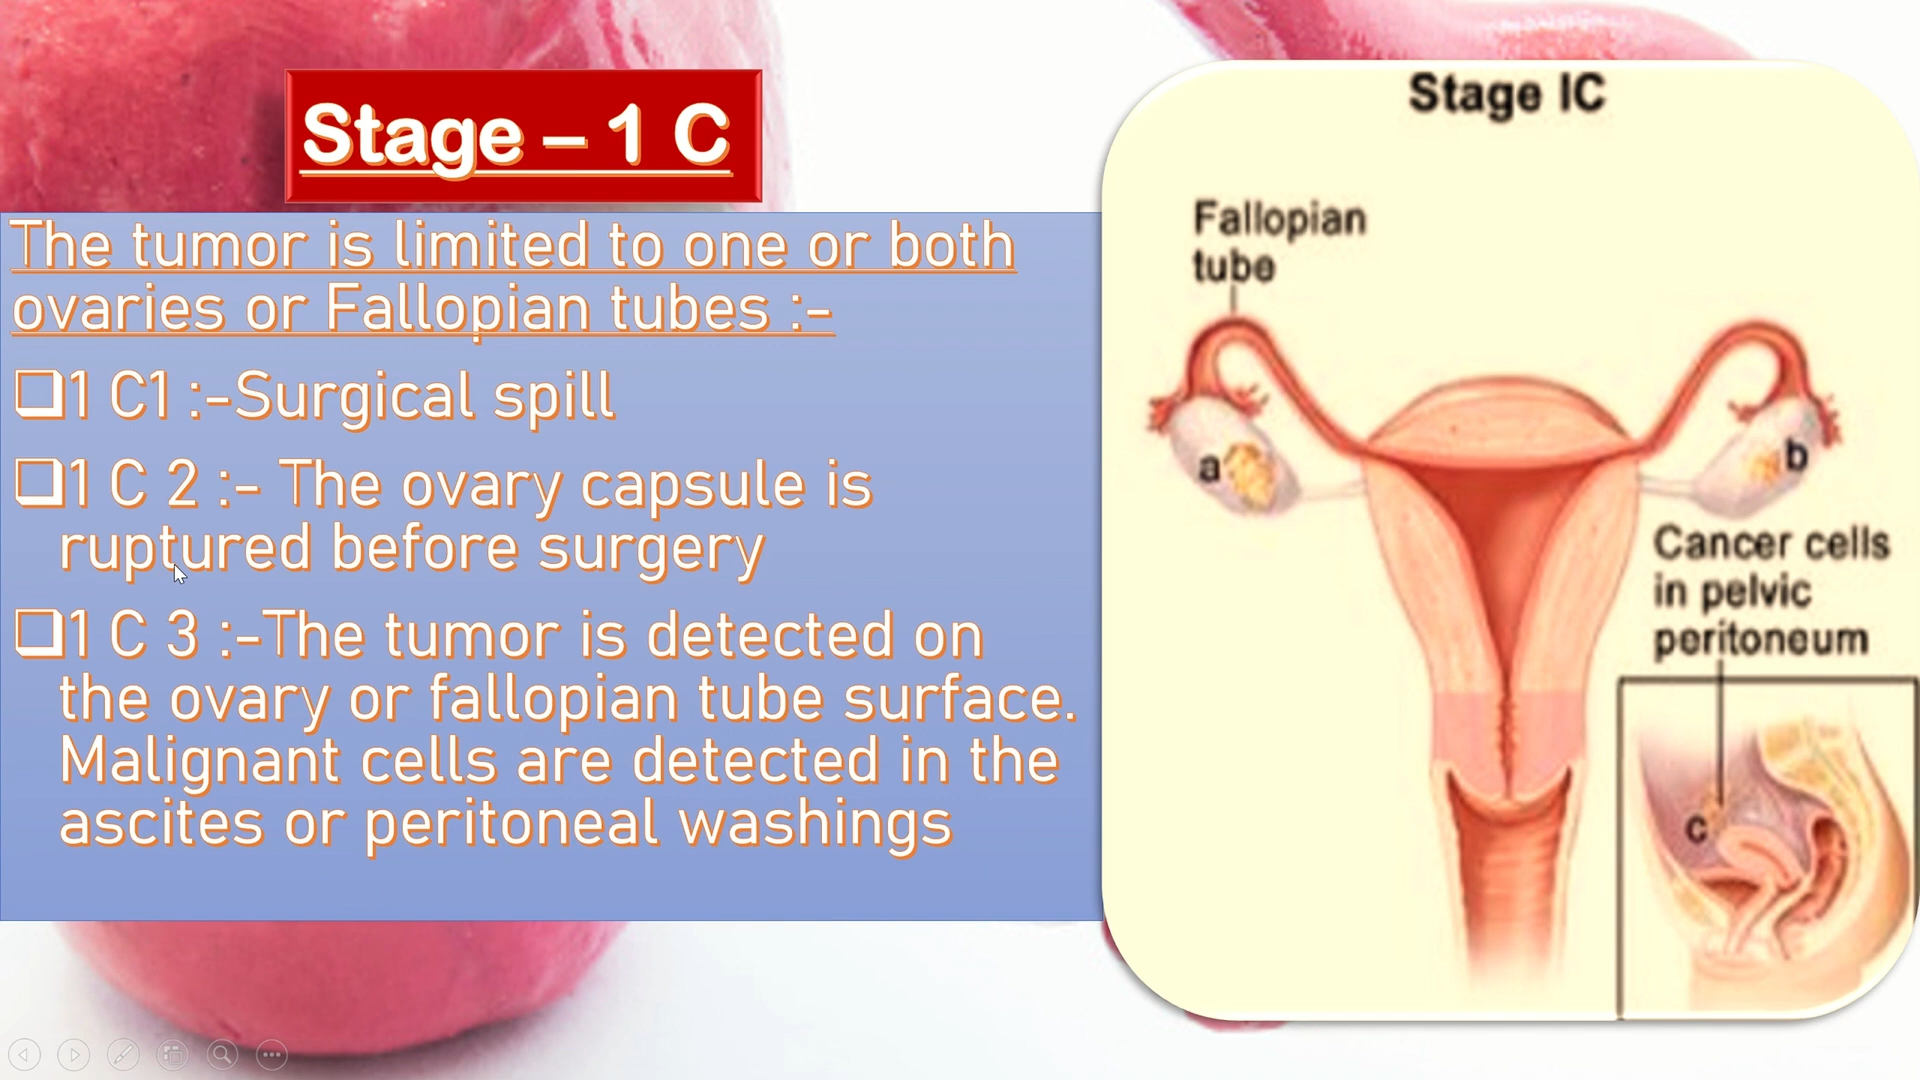 Stage – 1 C
The tumor is limited to one or both
ovaries or Fallopian tubes :-
❑1 C1 :-Surgical spill
❑1 C 2 :- The ovary capsule is
ruptured before surgery
❑1 C 3 :-The tumor is detected on
the ovary or fallopian tube surface.
Malignant cells are detected in the
ascites or peritoneal washings
Stage IC
Fallopian
tube
a
b
Cancer cells
in pelvic
peritoneum
c